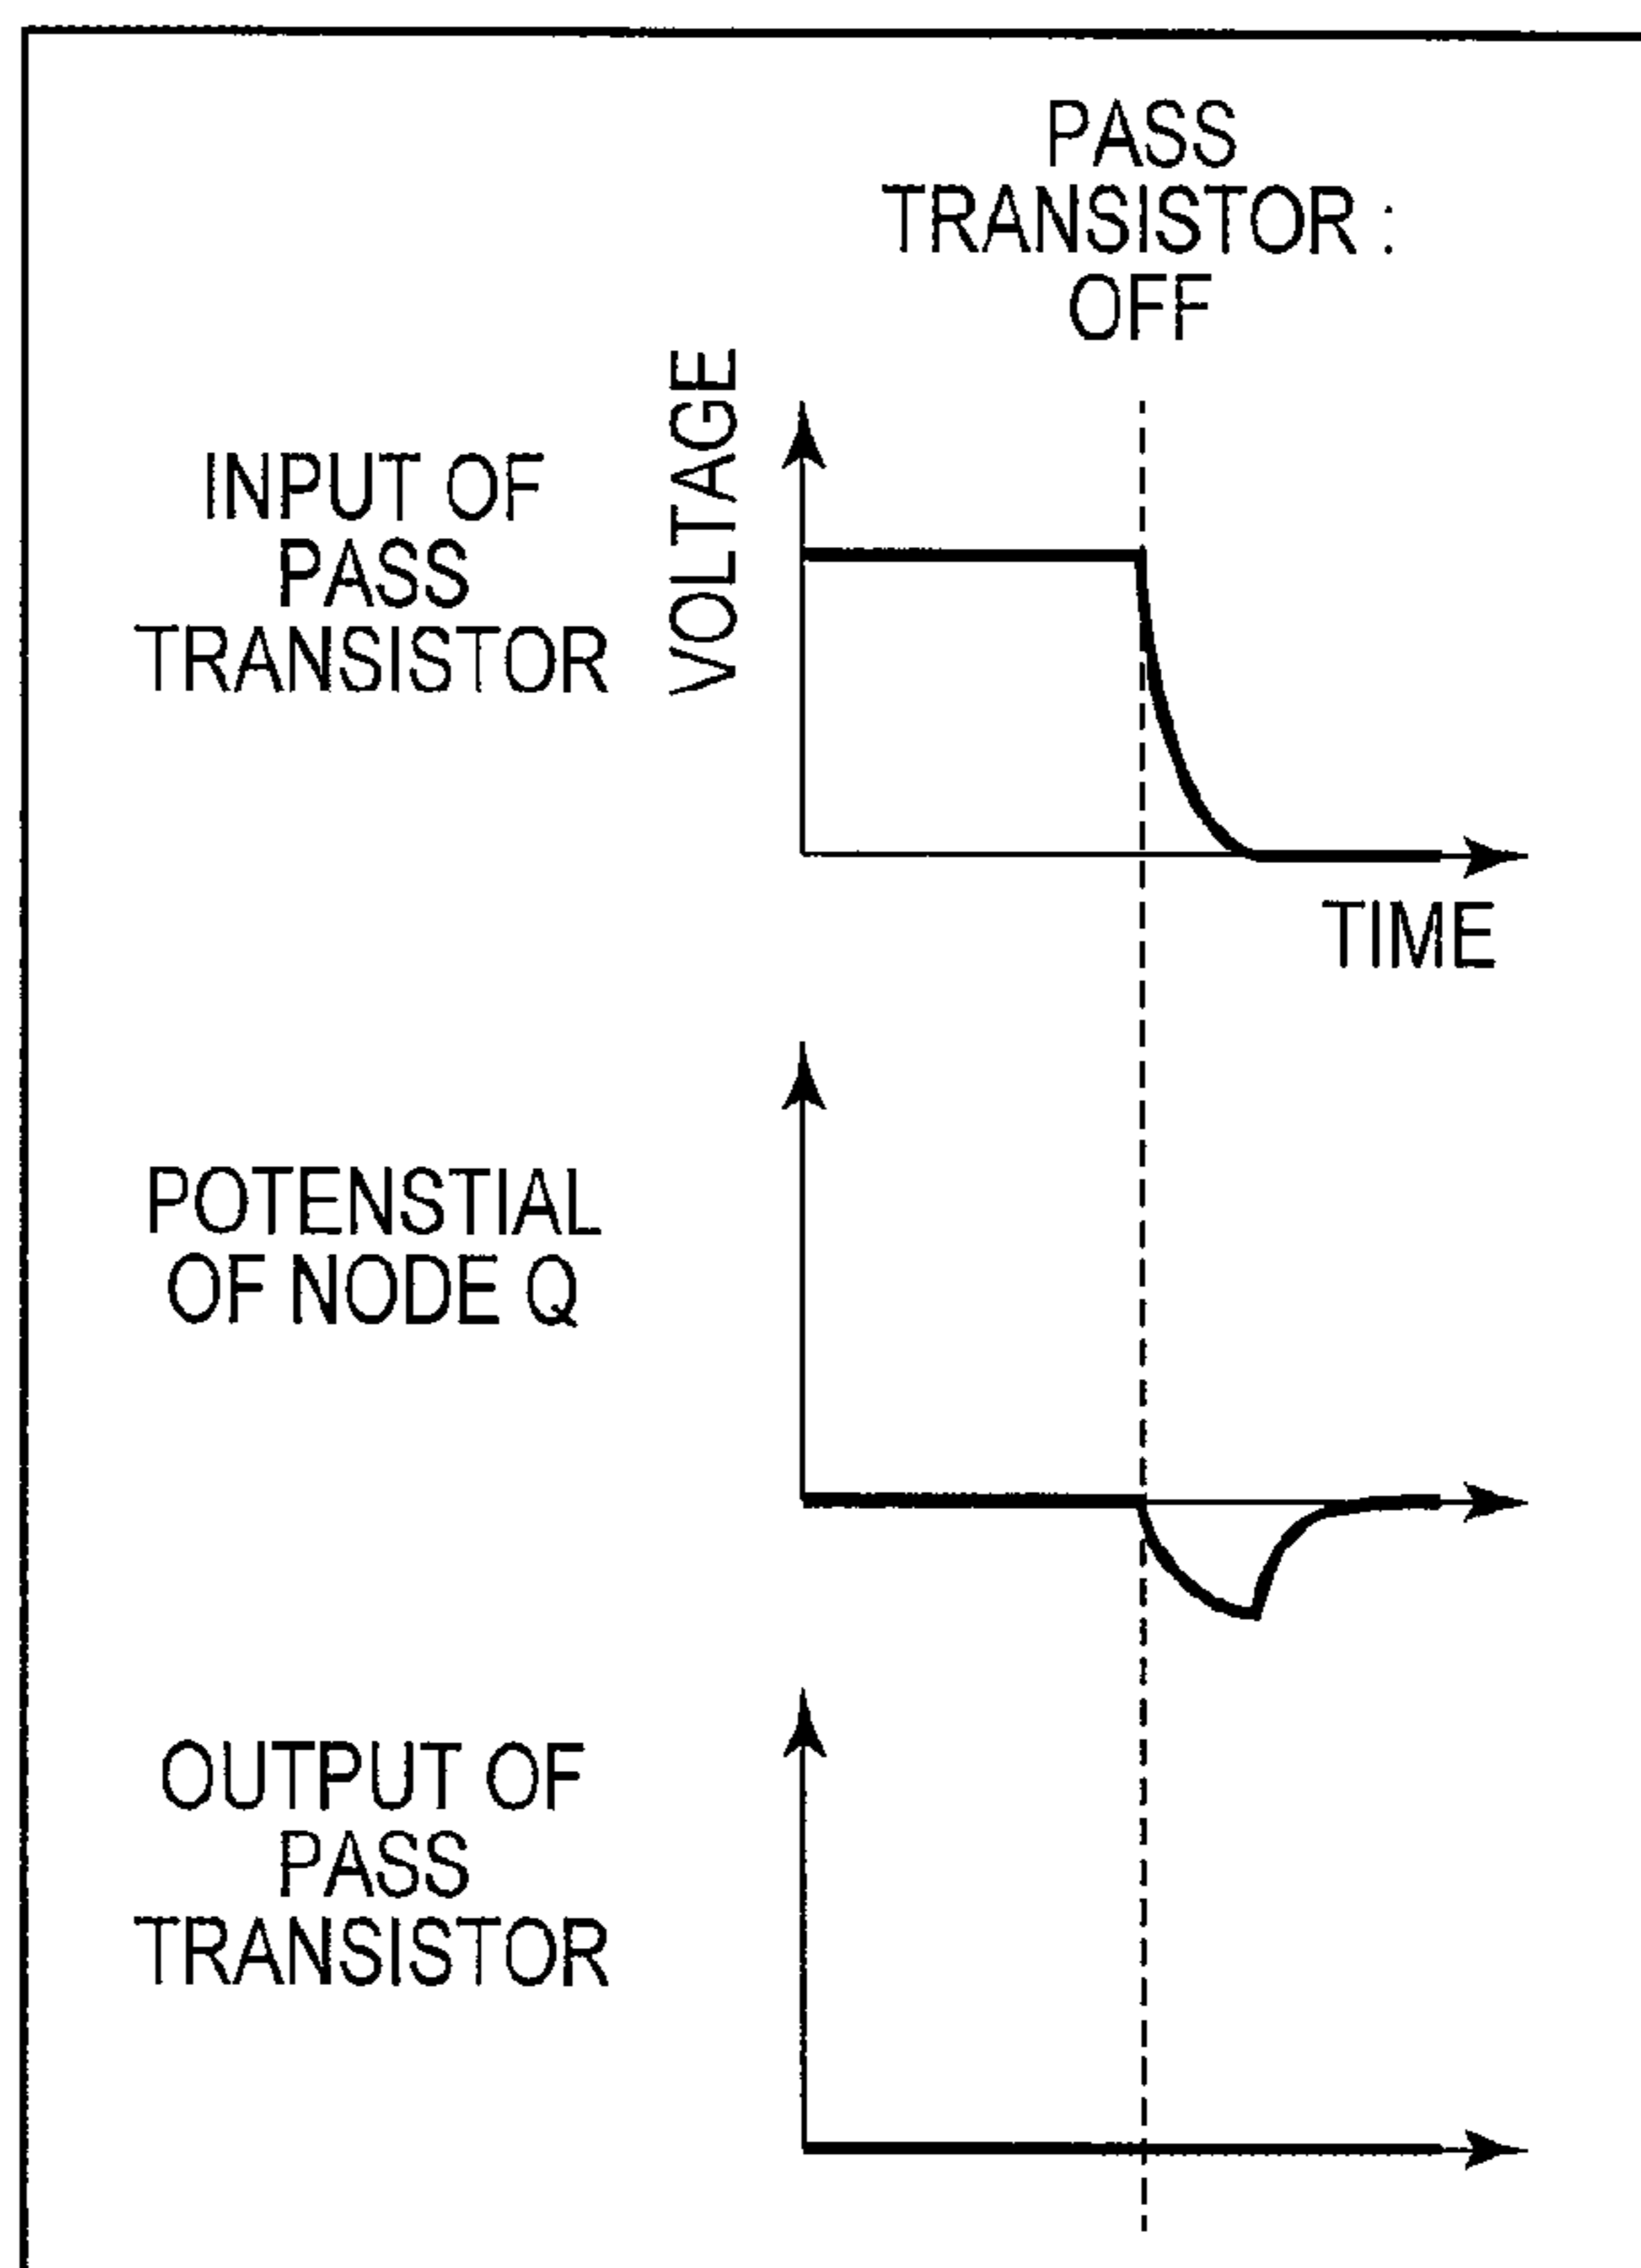 PASS
TRANSISTOR :
OFF
VOLTAGE
INPUT OF
PASS
TRANSISTOR
TIME
POTENSTIAL
OF NODE Q
OUTPUT OF
PASS
TRANSISTOR